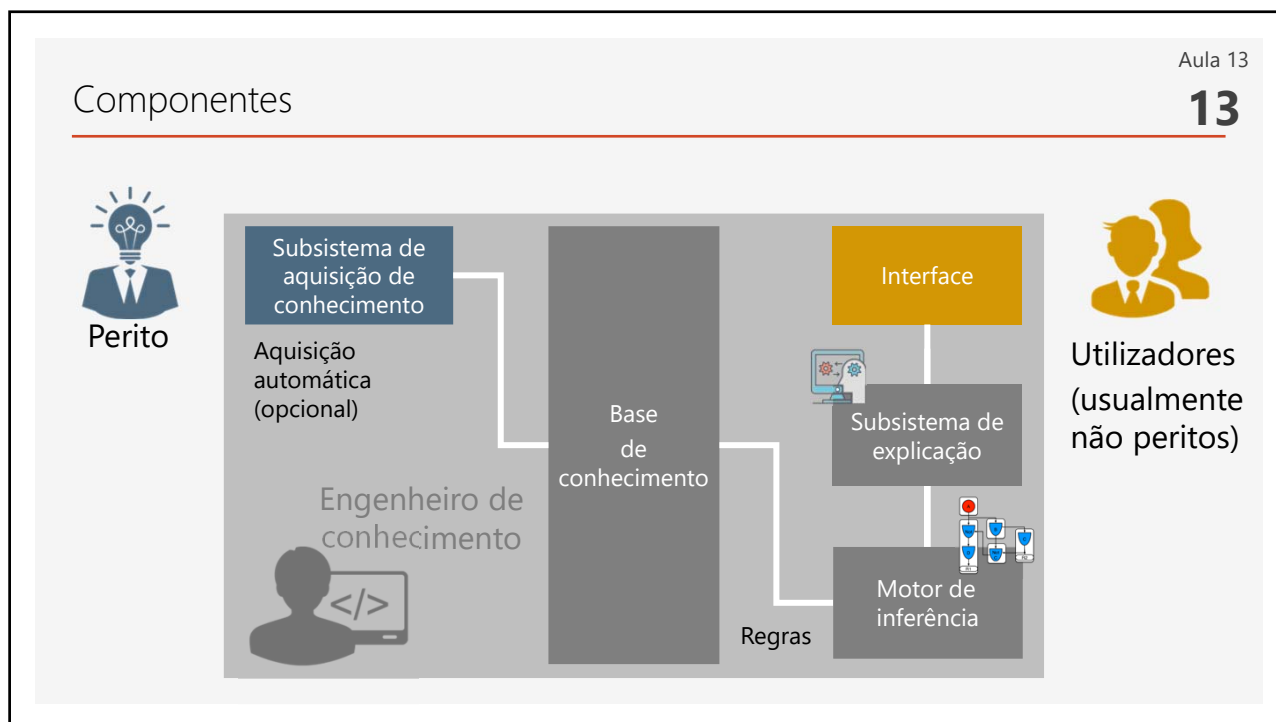 Aula 13
Componentes
13
Perito
Subsistema de
aquisição de
conhecimento
Aquisição
automática
(opcional)
Engenheiro de
conhecimento
</>
Base
de
conhecimento
Regras
Interface
Subsistema de
explicação
Motor de
inferência
Utilizadores
(usualmente
não peritos)